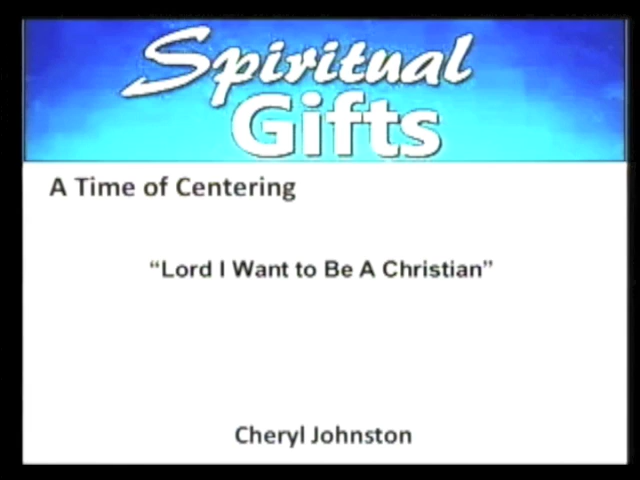 Spiritual
Gifts
A Time of Centering
“Lord I Want to Be A Christian”
Cheryl Johnston